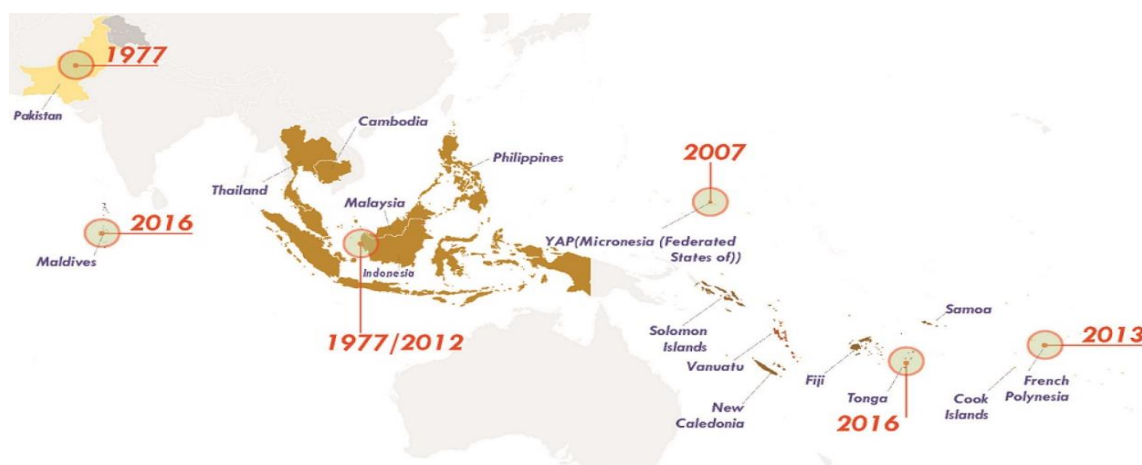 1977
Pakistan
Cambodia
Philippines
Thailand
2007
Malaysia
2016
Maldives
YAP(Micronesia (Federated
States of))
Indonesia
Samoa
1977/2012
Solomon
Islands
2013
Vanuatu
Fiji
Tonga
French
Polynesia
Cook
Islands
New
Caledonia
2016